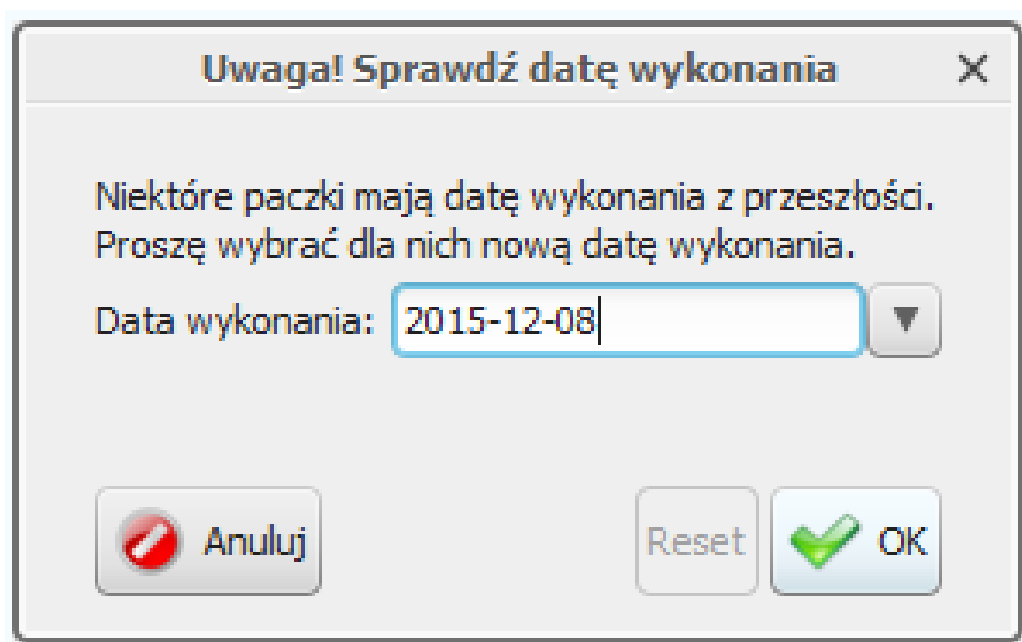 Uwaga! Sprawdź datę wykonania
Niektóre paczki mają datę wykonania z przeszłości.
Proszę wybrać dla nich nową datę wykonania.
Data wykonania: 2015-12-08
Anuluj Reset OK